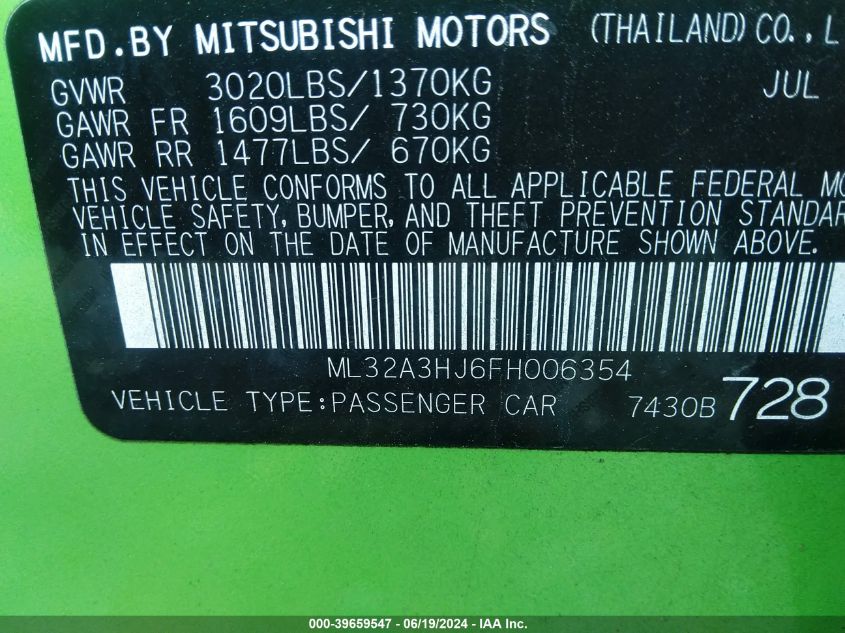 MFD.BY MITSUBISHI MOTORS (THAILAND) CO., L
GVWR 3020LBS/1370KG JUL
GAWR FR 1609LBS/ 730KG
GAWR RR 1477LBS/ 670KG
THIS VEHICLE CONFORMS TO ALL APPLICABLE FEDERAL MO
VEHICLE SAFETY, BUMPER, AND THEFT PREVENTION STANDAR
IN EFFECT ON THE DATE OF MANUFACTURE SHOWN ABOVE.
ML32A3HJ6FH006354
VEHICLE TYPE:PASSENGER CAR 7430B 728
000-39659547 - 06/19/2024 - IAA Inc.